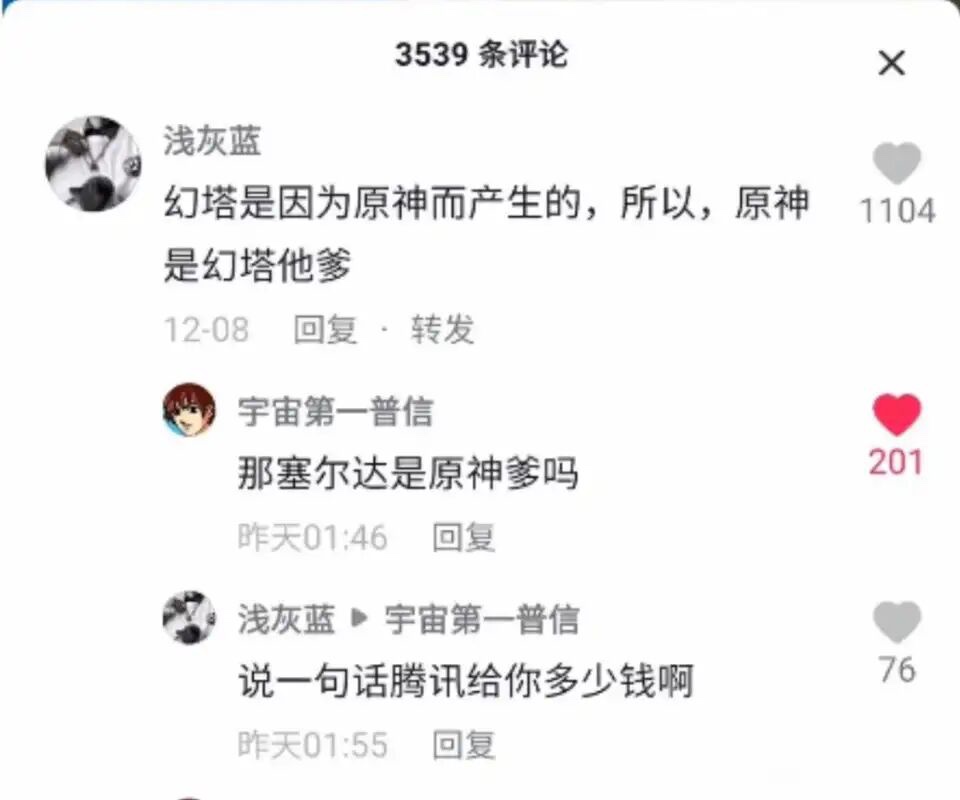 3539 条评论
浅灰蓝
幻塔是因为原神而产生的，所以，原神
是幻塔他爹
1104
12-08 回复 · 转发
宇宙第一普信
那塞尔达是原神爹吗
201
昨天01:46 回复
浅灰蓝 ▶ 宇宙第一普信
说一句话腾讯给你多少钱啊
76
昨天01:55 回复